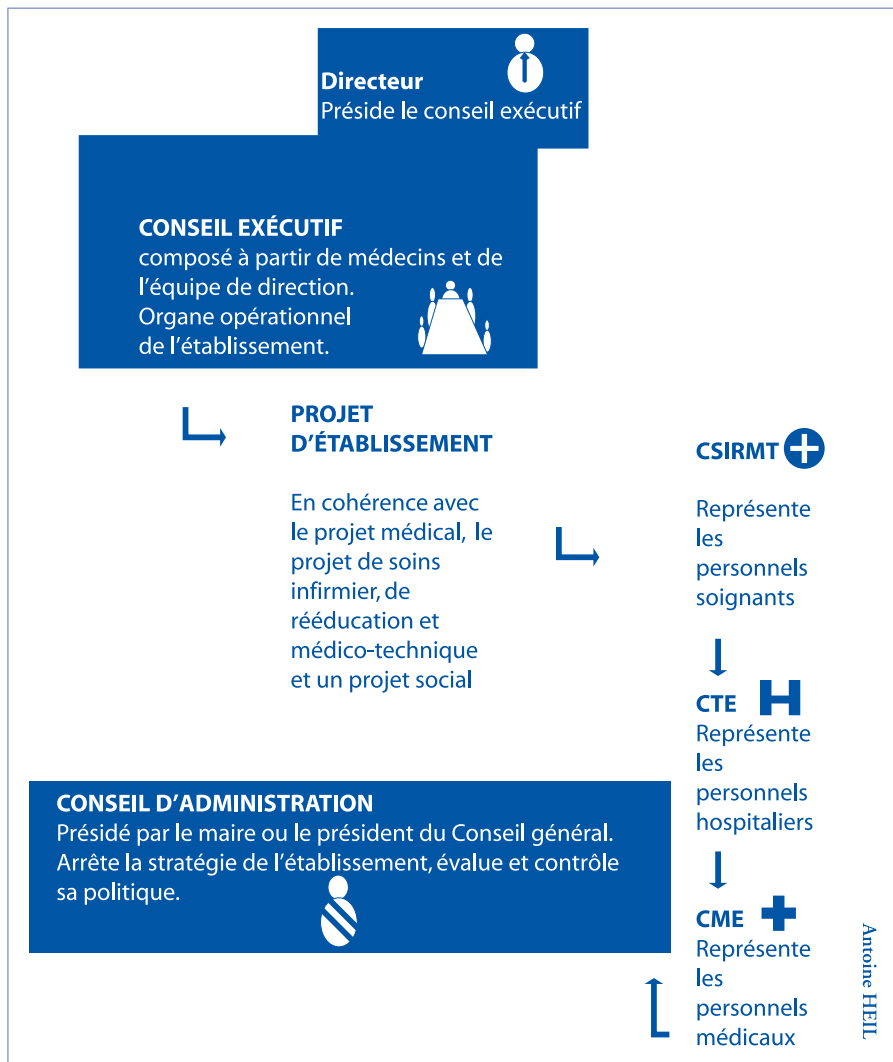 Directeur
Préside le conseil exécutif
CONSEIL EXÉCUTIF
composé à partir de médecins et de
l'équipe de direction.
Organe opérationnel
de l'établissement.
PROJET
D'ÉTABLISSEMENT
En cohérence avec
le projet médical, le
projet de soins
infirmier, de
rééducation et
médico-technique
et un projet social
CSIRMT
Représente
les
personnels
soignants
CTE
Représente
les
personnels
hospitaliers
CME
Représente
les
personnels
médicaux
CONSEIL D'ADMINISTRATION
Présidé par le maire ou le président du Conseil général.
Arrête la stratégie de l'établissement, évalue et contrôle
sa politique.
Antoine HEIL